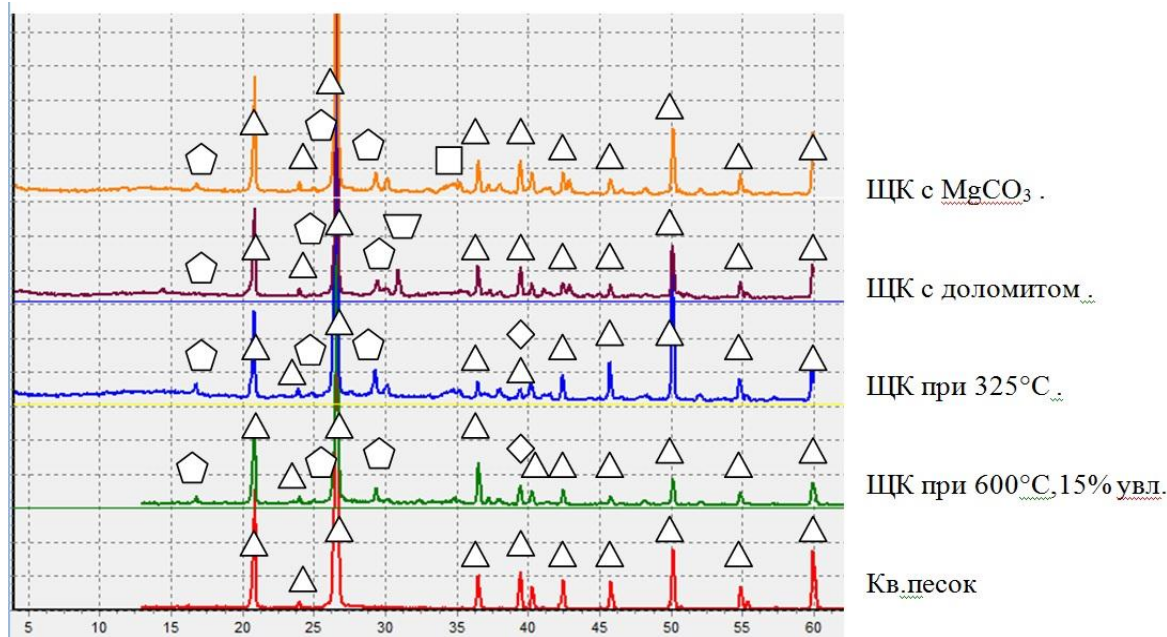 ЩК с MgCO₃ .
ЩК с доломитом .
ЩК при 325°C .
ЩК при 600°C,15% увл.
Кв.песок
5 10 15 20 25 30 35 40 45 50 55 60